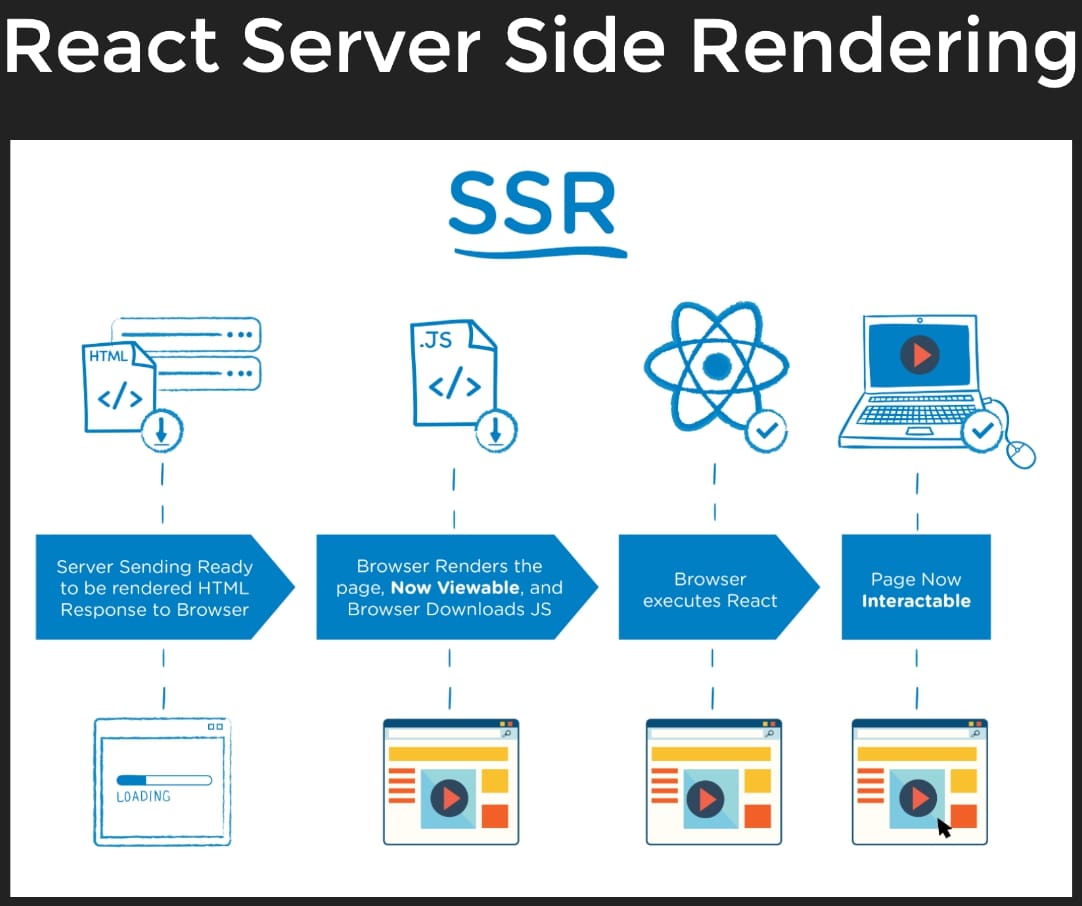 React Server Side Rendering
SSR
HTML
</>
.JS
</>
Server Sending Ready
to be rendered HTML
Response to Browser
Browser Renders the
page, Now Viewable, and
Browser Downloads JS
Browser
executes React
Page Now
Interactable
LOADING